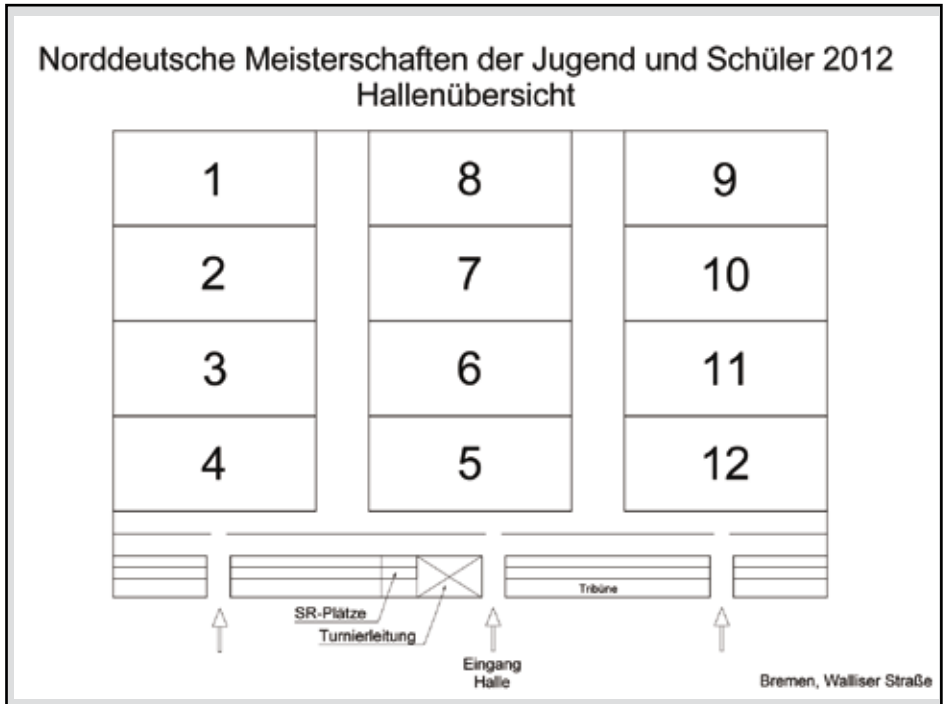 Norddeutsche Meisterschaften der Jugend und Schüler 2012
Hallenübersicht
1 8 9
2 7 10
3 6 11
4 5 12
Tribüne
SR-Plätze
Turnierleitung
Eingang
Halle
Bremen, Walliser Straße